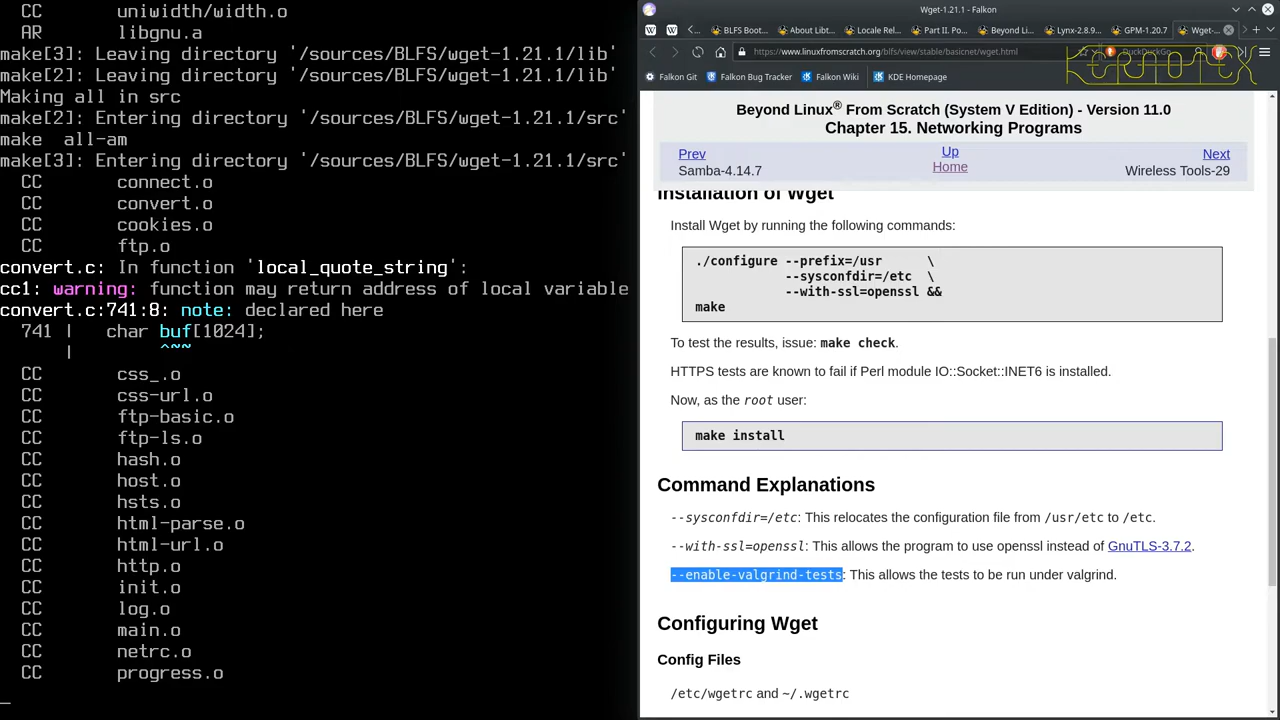 CC uniwidth/width.o
AR libgnu.a
make[3]: Leaving directory '/sources/BLFS/wget-1.21.1/lib'
make[2]: Leaving directory '/sources/BLFS/wget-1.21.1/lib'
Making all in src
make[2]: Entering directory '/sources/BLFS/wget-1.21.1/src'
make all-am
make[3]: Entering directory '/sources/BLFS/wget-1.21.1/src'
CC connect.o
CC convert.o
CC cookies.o
CC ftp.o
convert.c: In function 'local_quote_string':
cc1: warning: function may return address of local variable
convert.c:741:8: note: declared here
741 | char buf[1024];
| ^~~
CC css_.o
CC css-url.o
CC ftp-basic.o
CC ftp-ls.o
CC hash.o
CC host.o
CC hsts.o
CC html-parse.o
CC html-url.o
CC http.o
CC init.o
CC log.o
CC main.o
CC netrc.o
CC progress.o
_
Wget-1.21.1 - Falkon
BLFS Boot... About Libt... Locale Rel... Part II. Po... Beyond Li... Lynx-2.8.9... GPM-1.20.7 Wget-...
https://www.linuxfromscratch.org/blfs/view/stable/basicnet/wget.html DuckDuckGo
kernotex
Falkon Git Falkon Bug Tracker Falkon Wiki KDE Homepage
Beyond Linux® From Scratch (System V Edition) - Version 11.0
Chapter 15. Networking Programs
Prev Up Next
Samba-4.14.7 Home Wireless Tools-29
Installation of Wget
Install Wget by running the following commands:
./configure --prefix=/usr \
--sysconfdir=/etc \
--with-ssl=openssl &&
make
To test the results, issue: make check.
HTTPS tests are known to fail if Perl module IO::Socket::INET6 is installed.
Now, as the root user:
make install
Command Explanations
--sysconfdir=/etc: This relocates the configuration file from /usr/etc to /etc.
--with-ssl=openssl: This allows the program to use openssl instead of GnuTLS-3.7.2.
--enable-valgrind-tests: This allows the tests to be run under valgrind.
Configuring Wget
Config Files
/etc/wgetrc and ~/.wgetrc